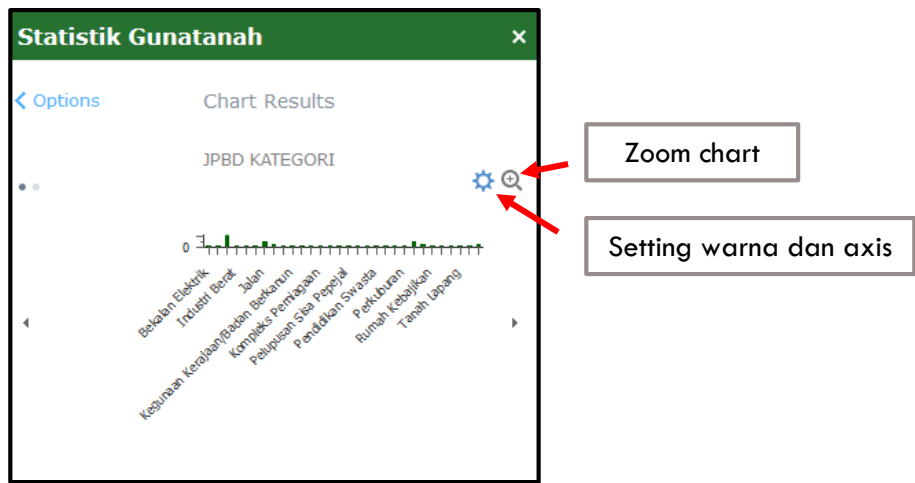 Statistik Gunatanah ×
Options
Chart Results
JPBD KATEGORI
0
Bekalan Elektrik
Industri Berat
Jalan
Kegunaan Kerajaan/Badan Berkanun
Kompleks Perniagaan
Pelupusan Sisa Pepejal
Pendidikan Swasta
Perkuburan
Rumah Kebajikan
Tanah Lapang
Zoom chart
Setting warna dan axis